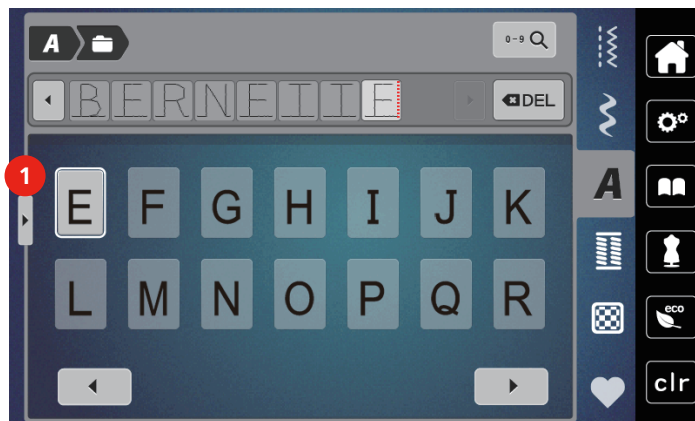 A 0-9
BERNETTE DEL
1
E F G H I J K
A
L M N O P Q R
eco
clr